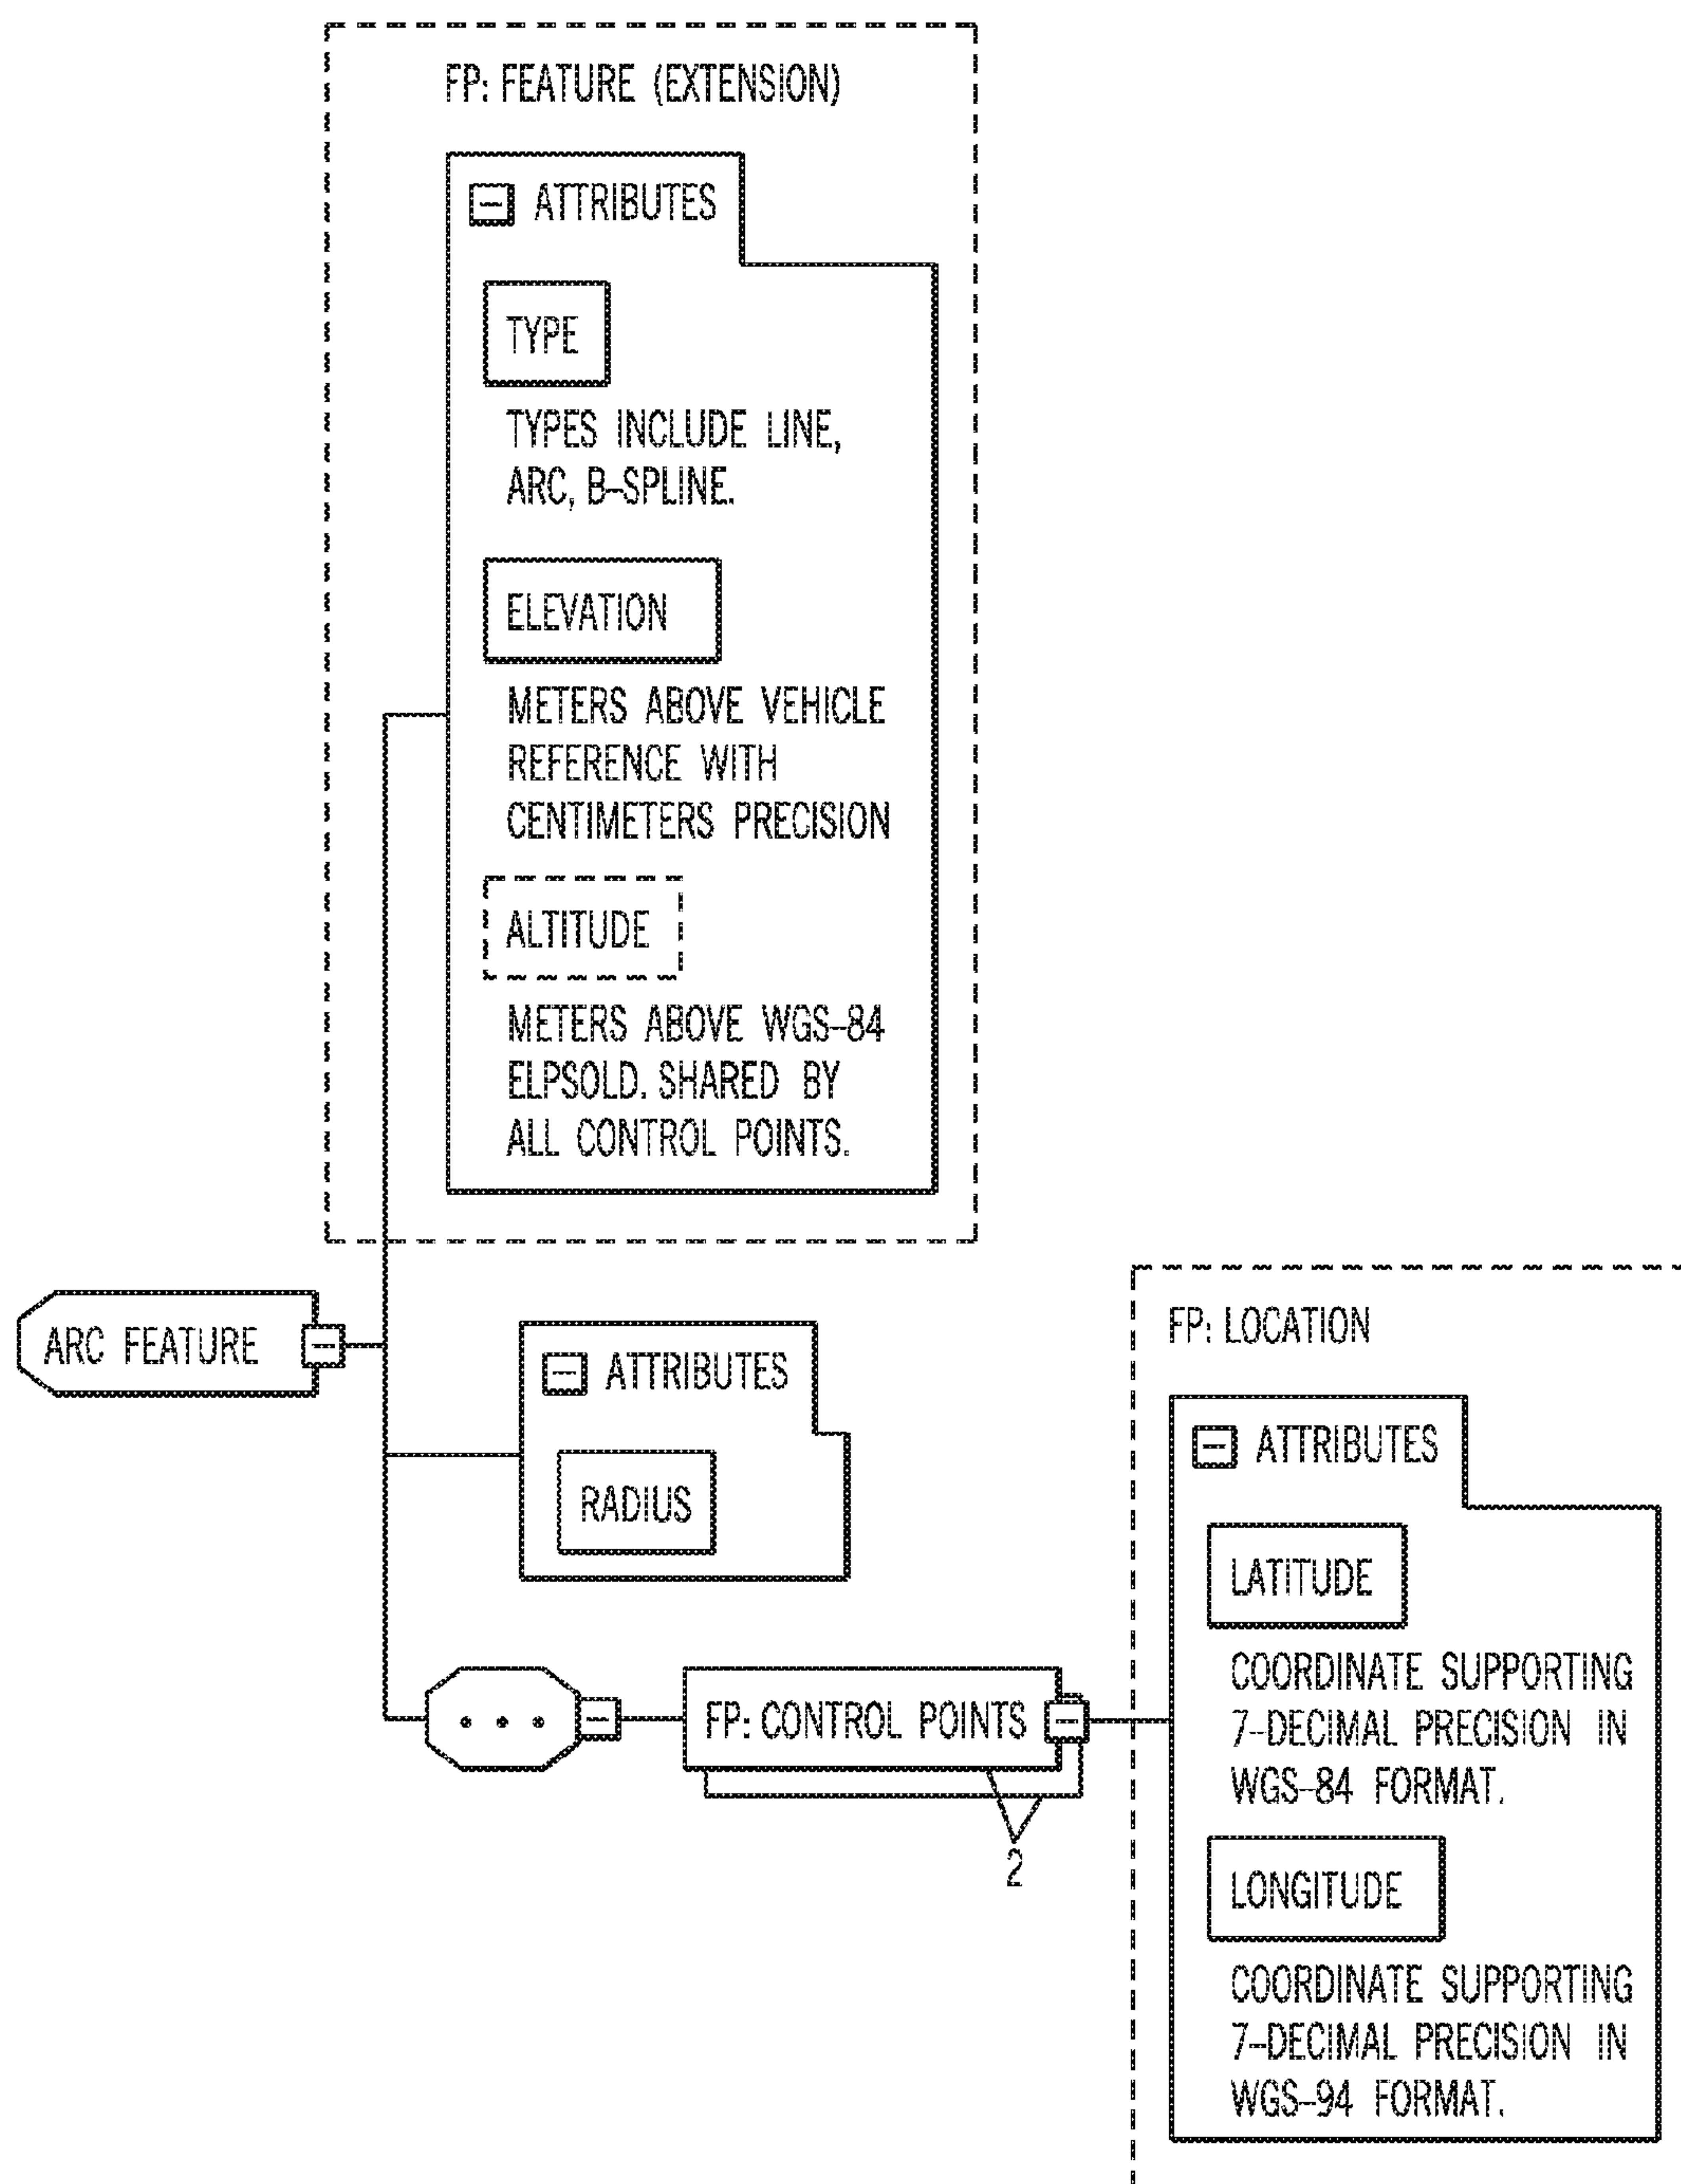 FP: FEATURE (EXTENSION)
ATTRIBUTES
TYPE
TYPES INCLUDE LINE,
ARC, B-SPLINE.
ELEVATION
METERS ABOVE VEHICLE
REFERENCE WITH
CENTIMETERS PRECISION
ALTITUDE
METERS ABOVE WGS-84
ELPSOLD. SHARED BY
ALL CONTROL POINTS.
ARC FEATURE
ATTRIBUTES
RADIUS
FP: CONTROL POINTS
2
FP: LOCATION
ATTRIBUTES
LATITUDE
COORDINATE SUPPORTING
7-DECIMAL PRECISION IN
WGS-84 FORMAT.
LONGITUDE
COORDINATE SUPPORTING
7-DECIMAL PRECISION IN
WGS-94 FORMAT.